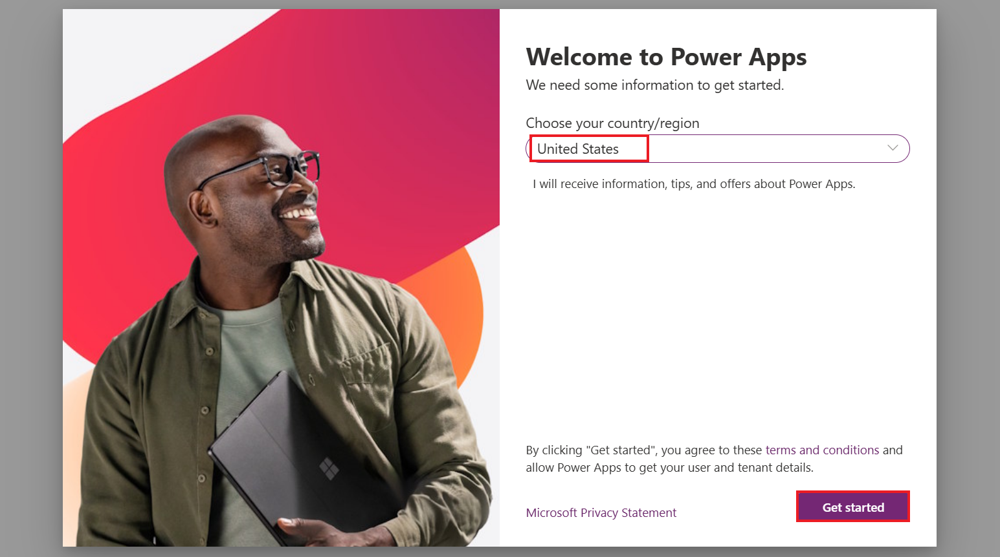 Welcome to Power Apps
We need some information to get started.
Choose your country/region
United States
I will receive information, tips, and offers about Power Apps.
By clicking "Get started", you agree to these terms and conditions and
allow Power Apps to get your user and tenant details.
Microsoft Privacy Statement
Get started